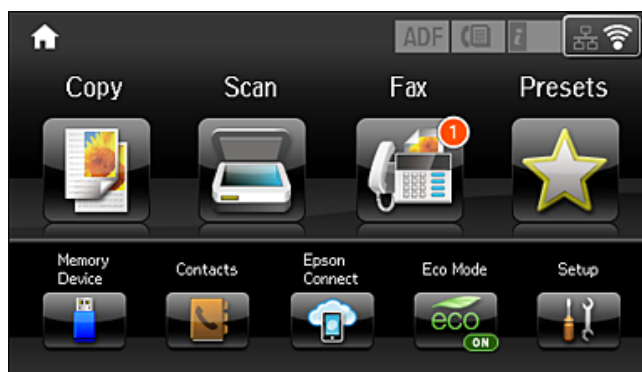 ADF i
Copy Scan Fax Presets
1
Memory Device Contacts Epson Connect Eco Mode Setup
eco
ON